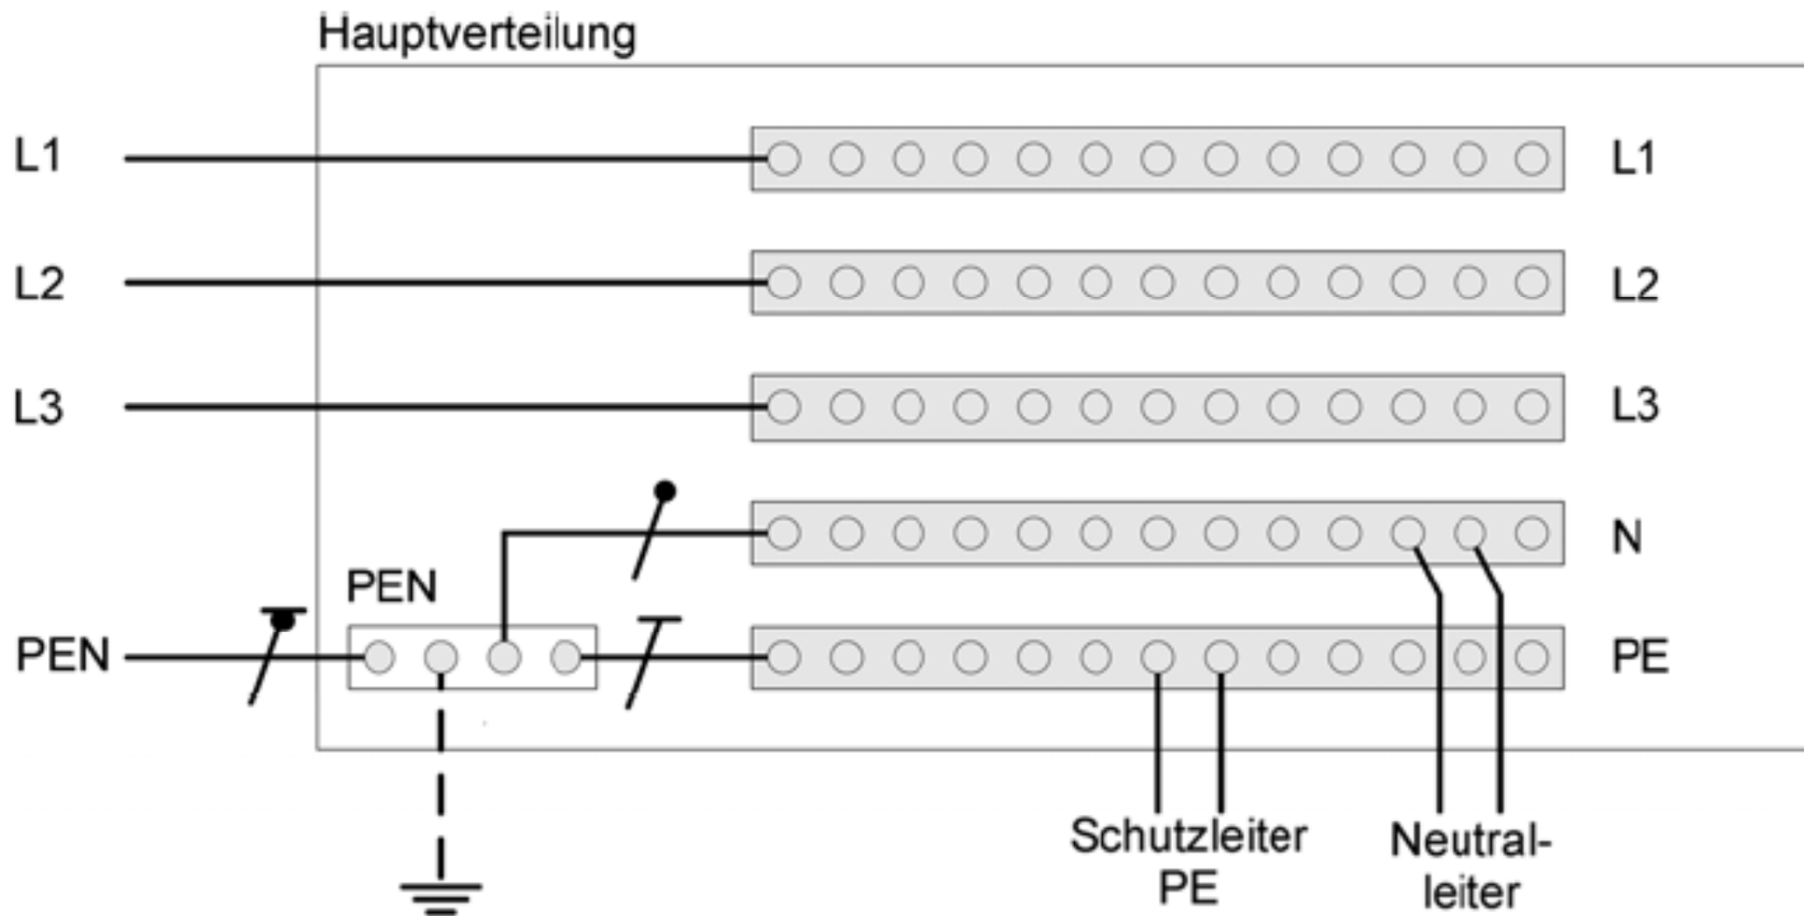 Hauptverteilung
L1
L1
L2
L2
L3
L3
N
PEN
PEN
PE
Schutzleiter
PE
Neutral-
leiter